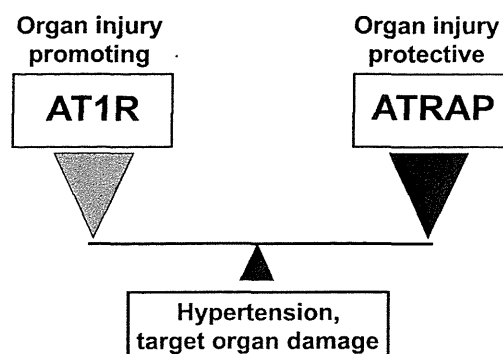 Organ injury
promoting
AT1R
Organ injury
protective
ATRAP
Hypertension,
target organ damage